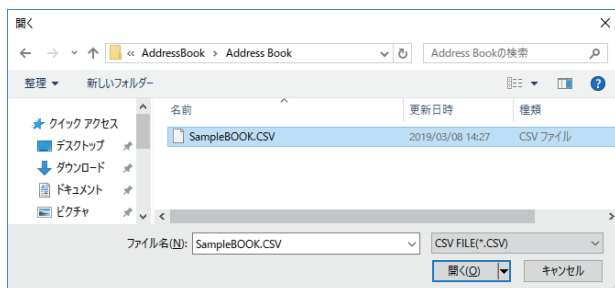 開く
« AddressBook › Address Book
Address Bookの検索
整理 新しいフォルダー
名前 更新日時 種類
クイック アクセス
SampleBOOK.CSV 2019/03/08 14:27 CSV ファイル
デスクトップ
ダウンロード
ドキュメント
ピクチャ
ファイル名(N): SampleBOOK.CSV CSV FILE(*.CSV)
開く(O) キャンセル